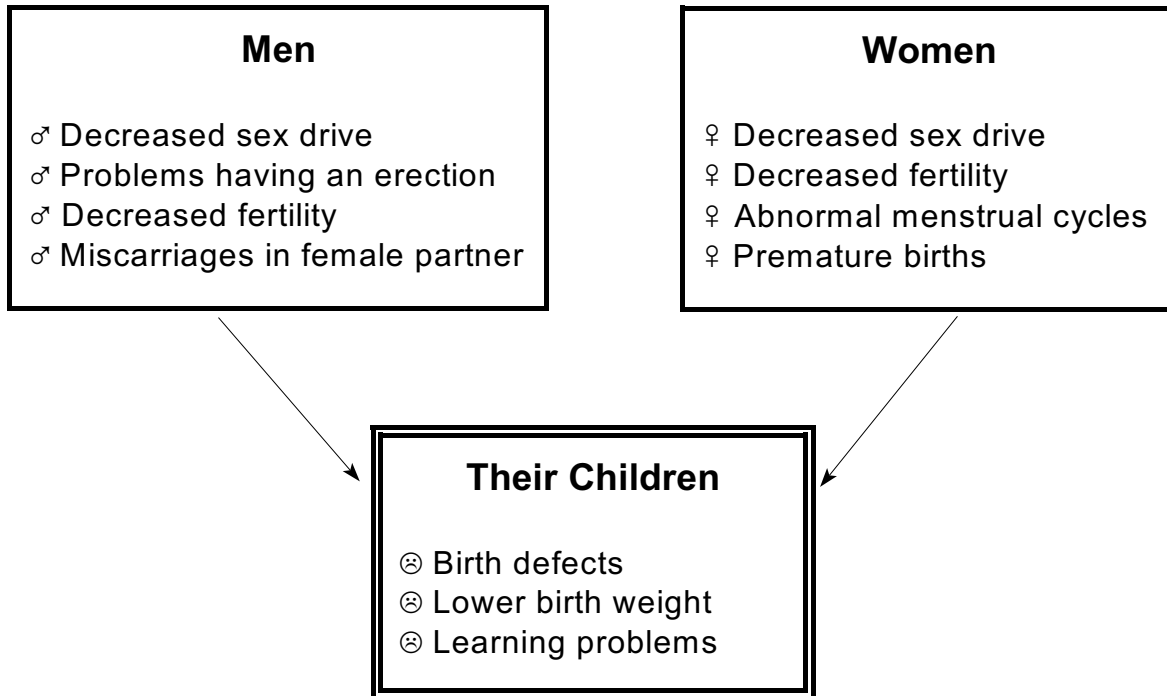 Men
♂ Decreased sex drive
♂ Problems having an erection
♂ Decreased fertility
♂ Miscarriages in female partner
Women
♀ Decreased sex drive
♀ Decreased fertility
♀ Abnormal menstrual cycles
♀ Premature births
Their Children
☹ Birth defects
☹ Lower birth weight
☹ Learning problems